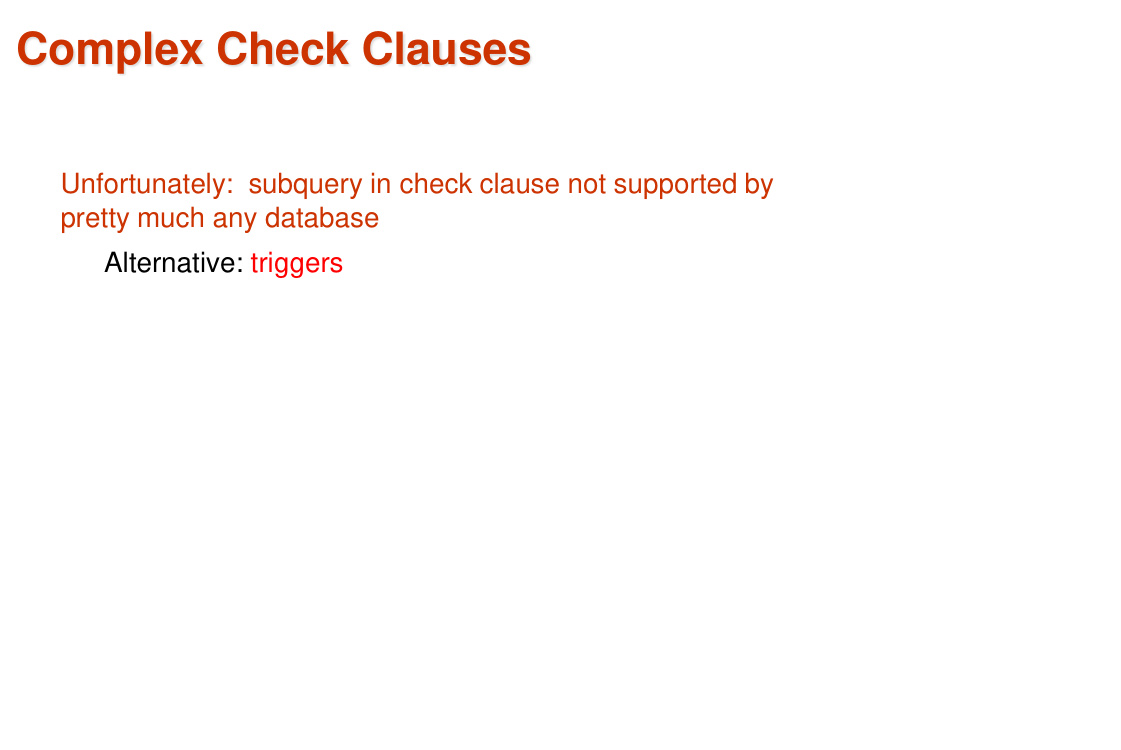 Complex Check Clauses
Unfortunately:  subquery in check clause not supported by
pretty much any database
Alternative: triggers